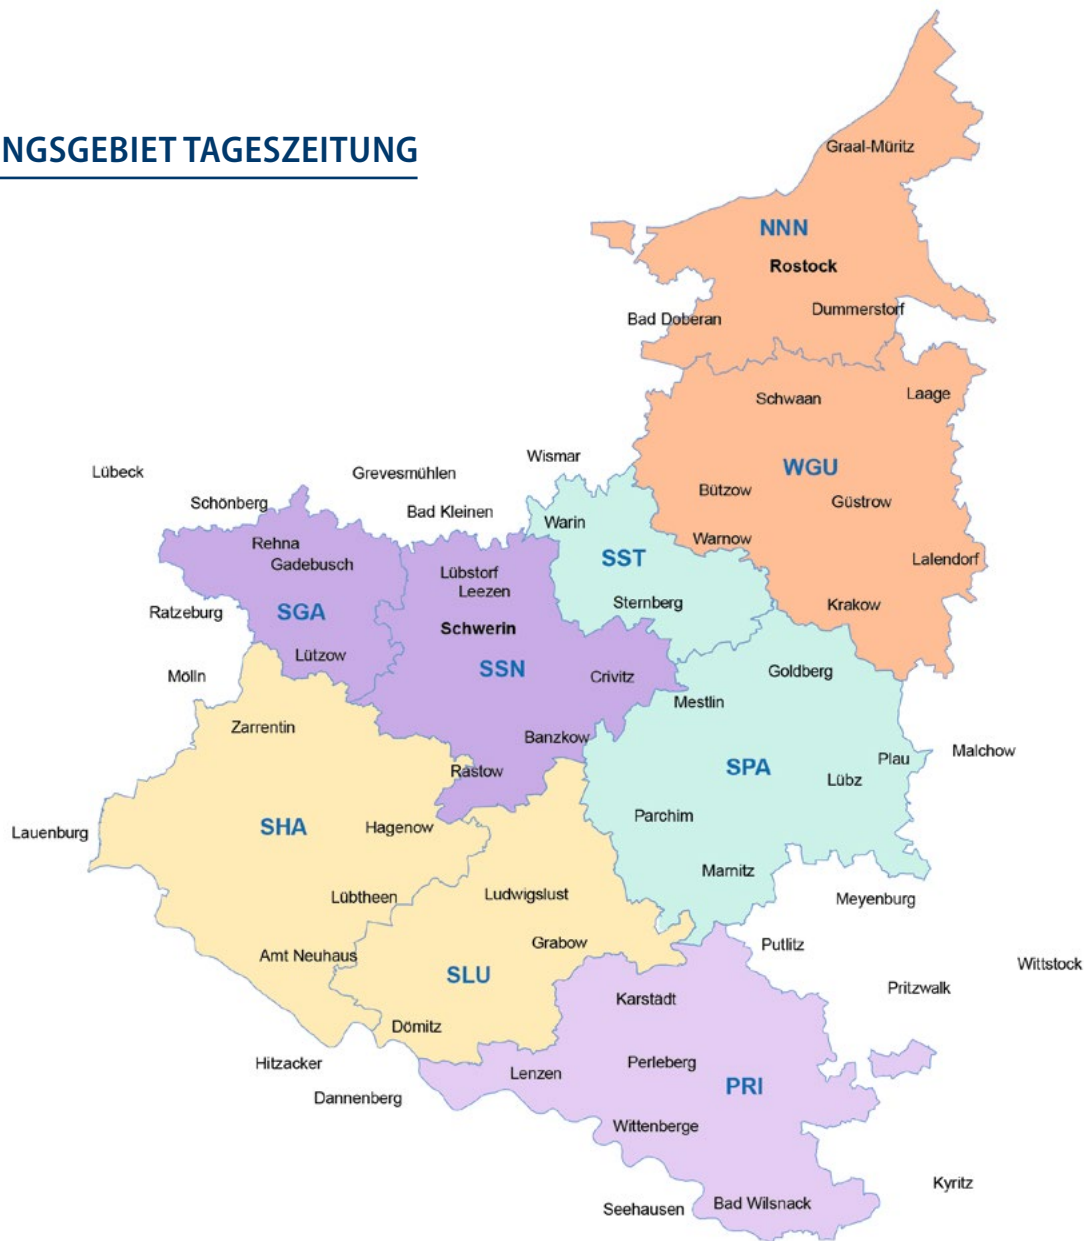 NGSGEBIET TAGESZEITUNG
Graal-Müritz
NNN
Rostock
Dummerstorf
Bad Doberan
Schwaan
Laage
WGU
Bützow
Güstrow
Warnow
Lalendorf
Krakow
Wismar
Lübeck
Grevesmühlen
Schönberg
Bad Kleinen
Warin
Rehna
Gadebusch
SST
Lübstorf
Leezen
Sternberg
Ratzeburg
SGA
Schwerin
Lützow
SSN
Crivitz
Goldberg
Mölln
Mestlin
Zarrentin
Banzkow
Malchow
Plau
SPA
Lübz
Rastow
Parchim
Lauenburg
SHA
Hagenow
Marnitz
Lübtheen
Ludwigslust
Meyenburg
Grabow
Putlitz
Amt Neuhaus
Wittstock
SLU
Pritzwalk
Karstädt
Dömitz
Hitzacker
Perleberg
Lenzen
PRI
Dannenberg
Wittenberge
Kyritz
Bad Wilsnack
Seehausen